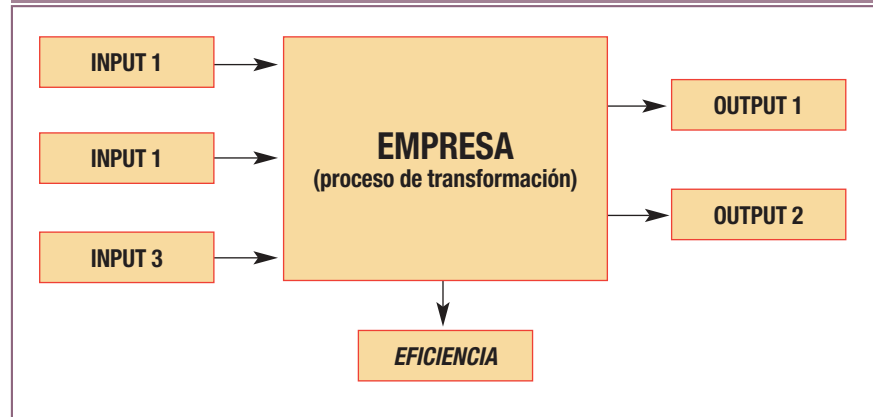 INPUT 1
INPUT 1
INPUT 3
EMPRESA
(proceso de transformación)
OUTPUT 1
OUTPUT 2
EFICIENCIA